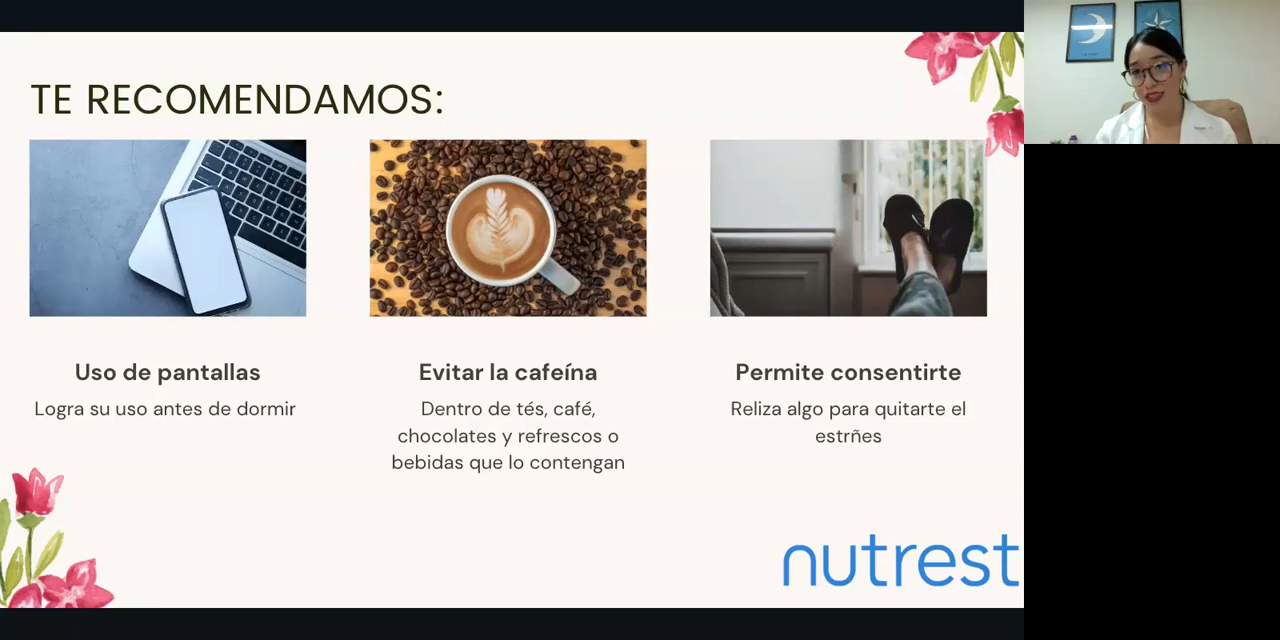 TE RECOMENDAMOS:
Uso de pantallas
Logra su uso antes de dormir
Evitar la cafeína
Dentro de tés, café,
chocolates y refrescos o
bebidas que lo contengan
Permite consentirte
Reliza algo para quitarte el
estrñes
nutrest